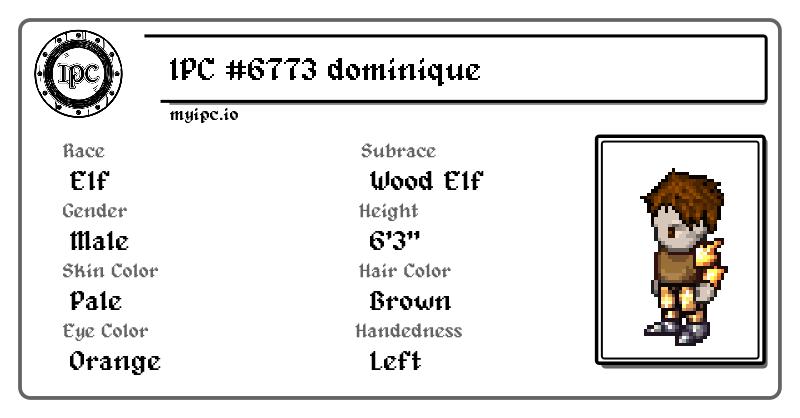 IPC
IPC #6773 dominique
myipc.io
Race
Elf
Subrace
Wood Elf
Gender
Male
Height
6'3"
Skin Color
Pale
Hair Color
Brown
Eye Color
Orange
Handedness
Left